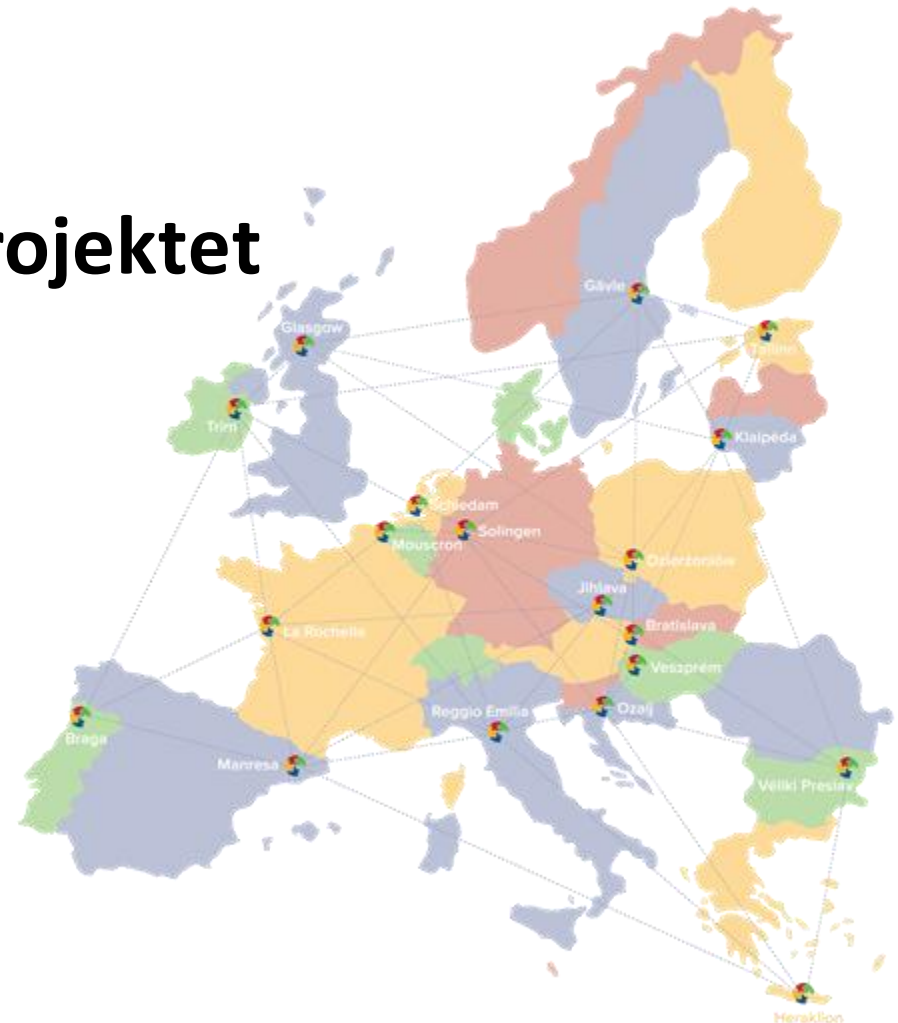 rojektet
Gävle
Glasgow
Tallinn
Trim
Klaipėda
Schiedam
Solingen
Mouscron
Dzierżoniów
Jihlava
Bratislava
La Rochelle
Veszprém
Ozalj
Reggio Emilia
Braga
Manresa
Veliki Preslav
Heraklion